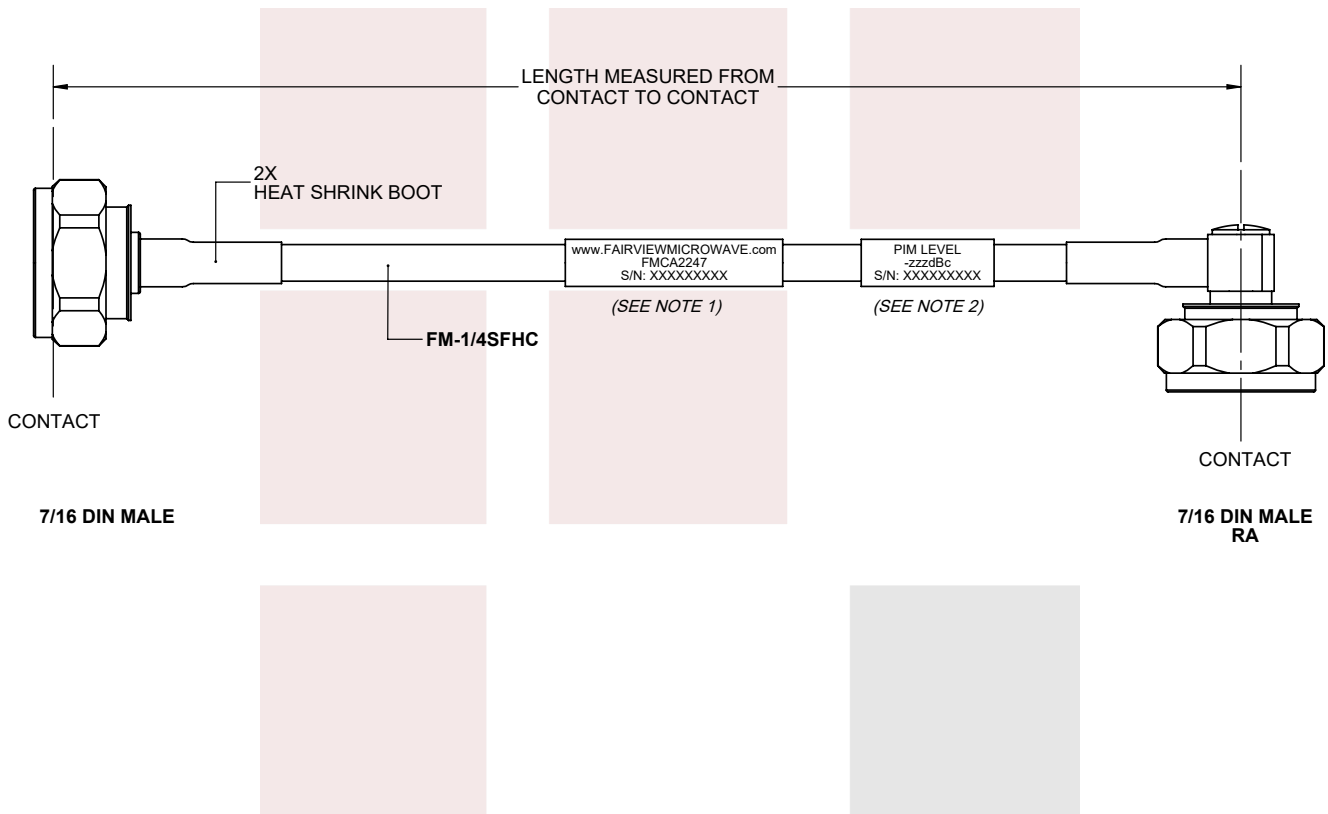 LENGTH MEASURED FROM
CONTACT TO CONTACT
2X
HEAT SHRINK BOOT
www.FAIRVIEWMICROWAVE.com
FMCA2247
S/N: XXXXXXXXX
PIM LEVEL
-zzzdBc
S/N: XXXXXXXXX
(SEE NOTE 1)
(SEE NOTE 2)
FM-1/4SFHC
CONTACT
CONTACT
7/16 DIN MALE
7/16 DIN MALE
RA